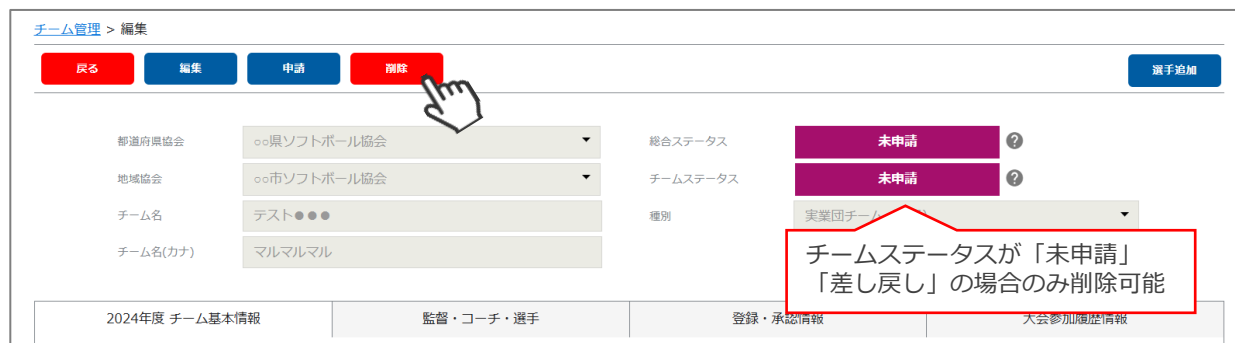 チーム管理 > 編集
戻る 編集 申請 削除 選手追加
都道府県協会 ○○県ソフトボール協会 総合ステータス 未申請 ?
地域協会 ○○市ソフトボール協会 チームステータス 未申請 ?
チーム名 テスト●●● 種別 実業団チーム
チーム名(カナ) マルマルマル
チームステータスが「未申請」
「差し戻し」の場合のみ削除可能
2024年度 チーム基本情報 監督・コーチ・選手 登録・承認情報 大会参加履歴情報